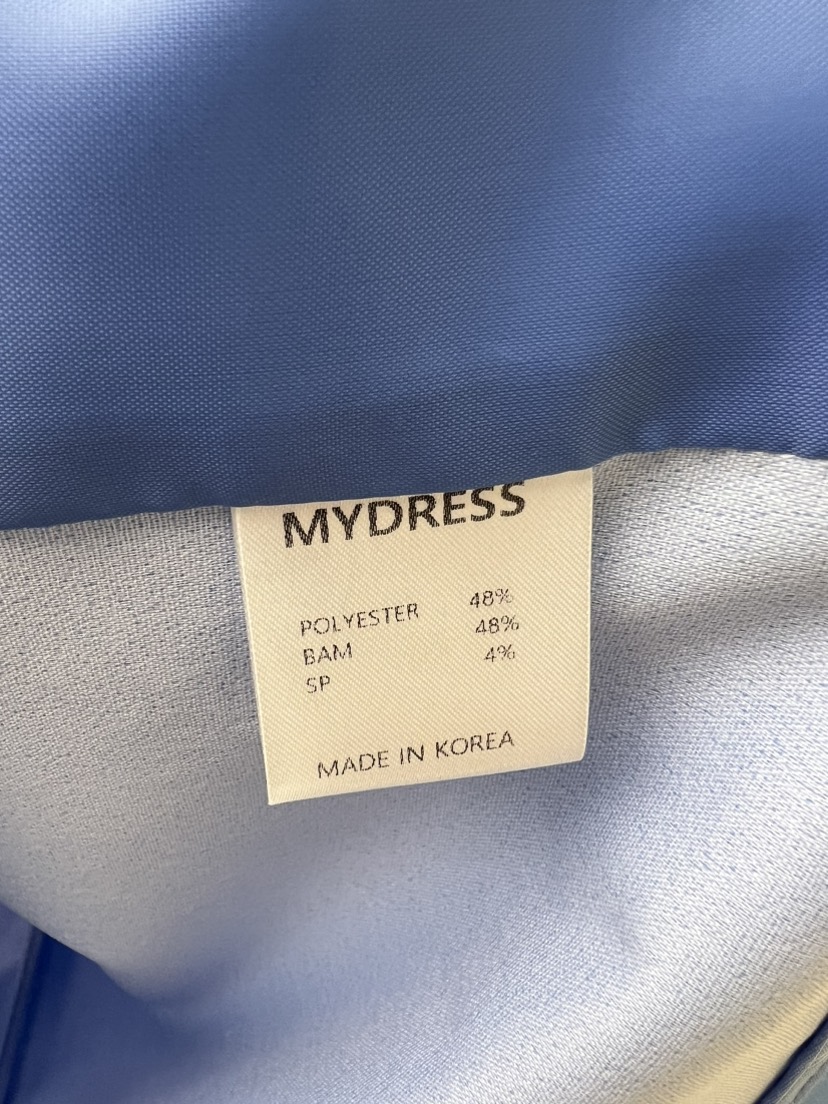 MYDRESS
POLYESTER 48%
BAM 48%
SP 4%
MADE IN KOREA